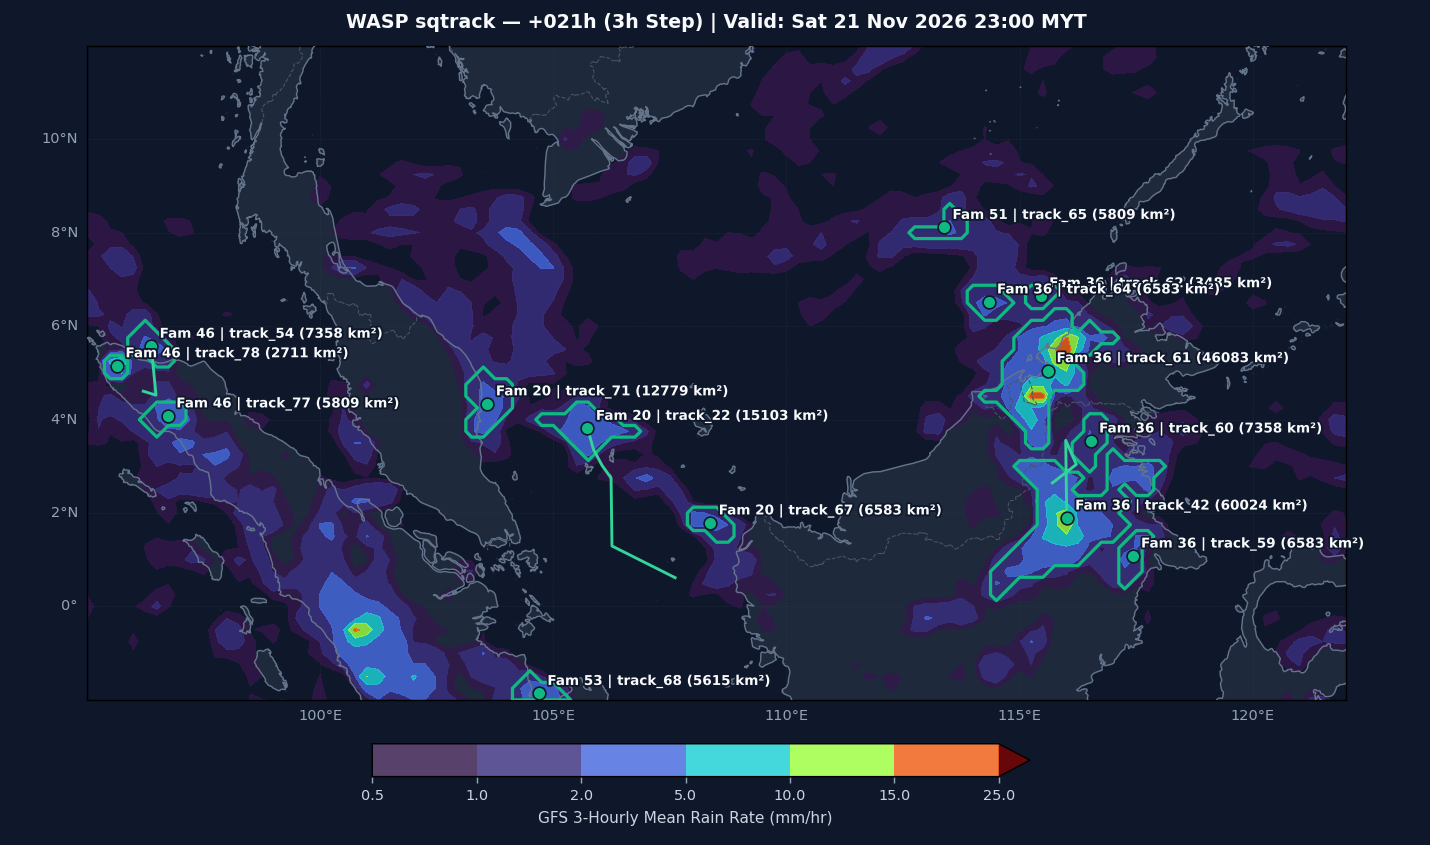 WASP sqtrack — +021h (3h Step) | Valid: Sat 21 Nov 2026 23:00 MYT
10°N
8°N
6°N
4°N
2°N
0°
Fam 51 | track_65 (5809 km²)
Fam 36 | track_62 (3485 km²)
Fam 36 | track_64 (6583 km²)
Fam 46 | track_54 (7358 km²)
Fam 46 | track_78 (2711 km²)
Fam 36 | track_61 (46083 km²)
Fam 20 | track_71 (12779 km²)
Fam 46 | track_77 (5809 km²)
Fam 20 | track_22 (15103 km²)
Fam 36 | track_60 (7358 km²)
Fam 36 | track_42 (60024 km²)
Fam 20 | track_67 (6583 km²)
Fam 36 | track_59 (6583 km²)
Fam 53 | track_68 (5615 km²)
100°E 105°E 110°E 115°E 120°E
0.5 1.0 2.0 5.0 10.0 15.0 25.0
GFS 3-Hourly Mean Rain Rate (mm/hr)